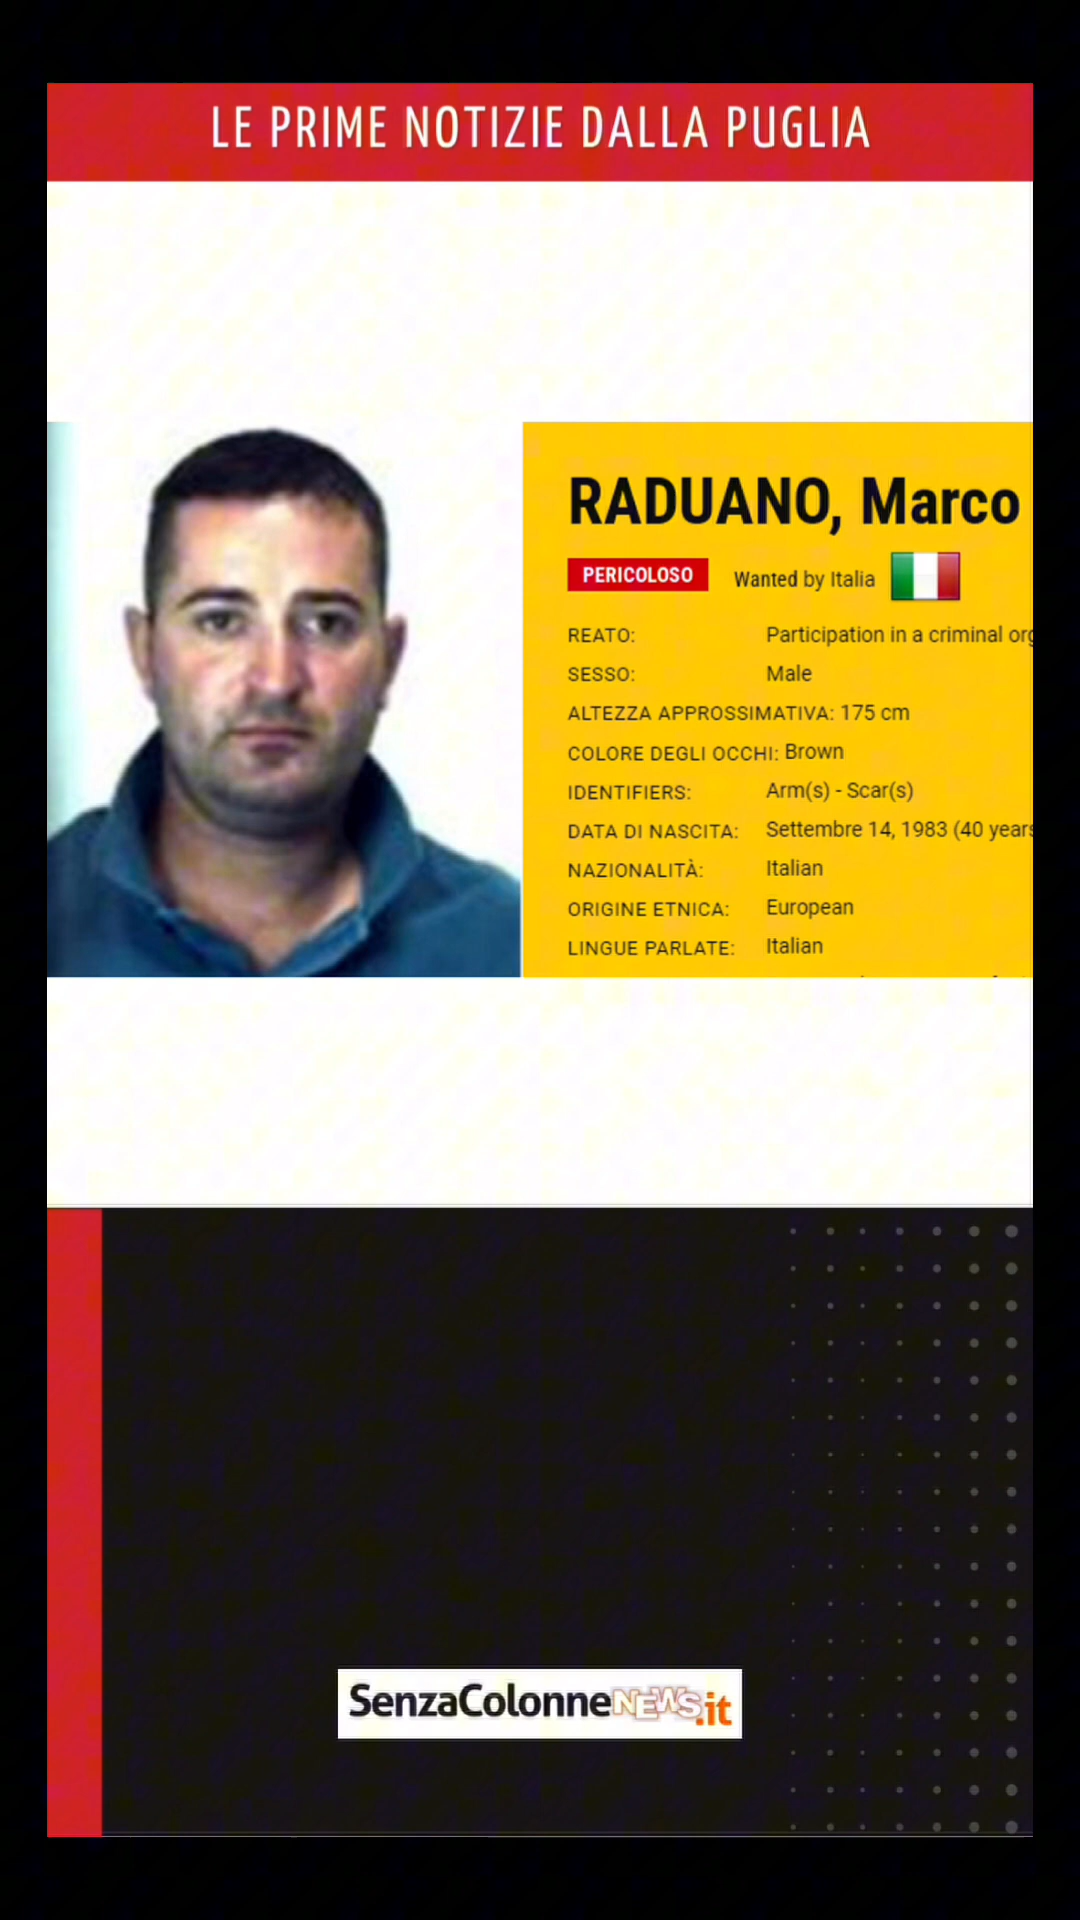 LE PRIME NOTIZIE DALLA PUGLIA
RADUANO, Marco
PERICOLOSO Wanted by Italia
REATO: Participation in a criminal
SESSO: Male
ALTEZZA APPROSSIMATIVA: 175 cm
COLORE DEGLI OCCHI: Brown
IDENTIFIERS: Arm(s) - Scar(s)
DATA DI NASCITA: Settembre 14, 1983 (40 years
NAZIONALITÀ: Italian
ORIGINE ETNICA: European
LINGUE PARLATE: Italian
SenzaColonneNEWS.it